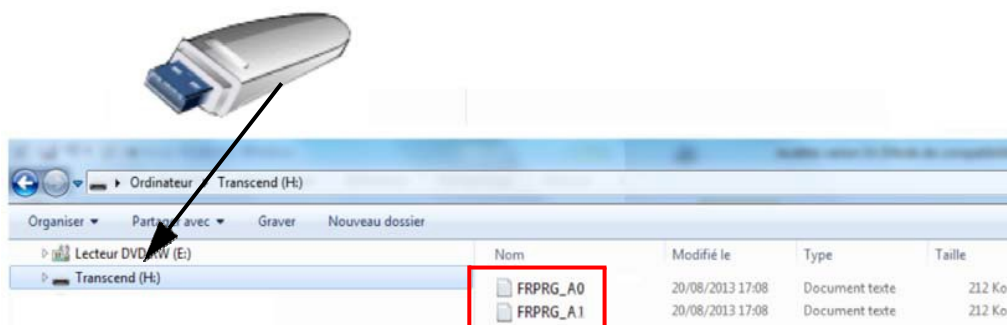 Ordinateur Transcend (H:)
Organiser Partager avec Graver Nouveau dossier
Lecteur DVD RW (E:)
Transcend (H:)
Nom Modifié le Type Taille
FRPRG_A0 20/08/2013 17:08 Document texte 212 Ko
FRPRG_A1 20/08/2013 17:08 Document texte 212 Ko